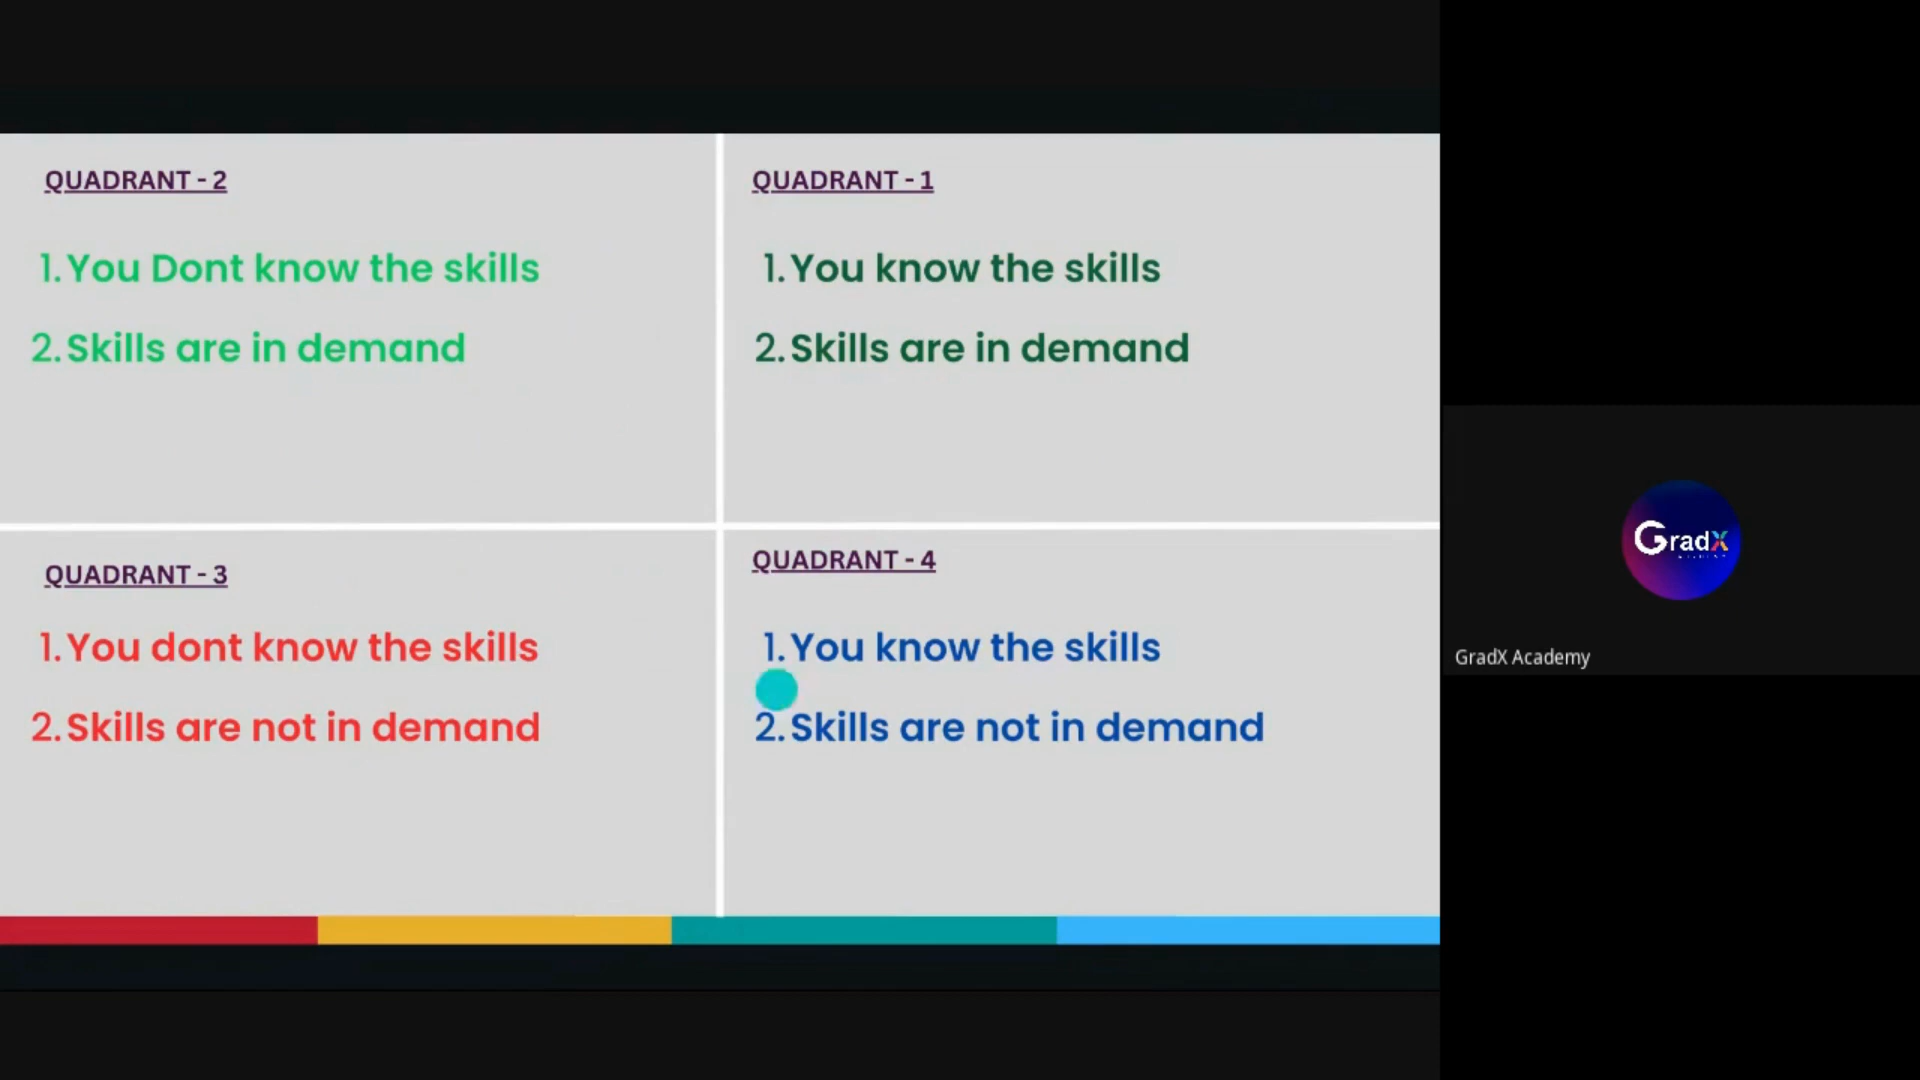 QUADRANT - 2
1. You Dont know the skills
2. Skills are in demand
QUADRANT - 1
1. You know the skills
2. Skills are in demand
QUADRANT - 3
1. You dont know the skills
2. Skills are not in demand
QUADRANT - 4
1. You know the skills
2. Skills are not in demand
GradX
GradX Academy